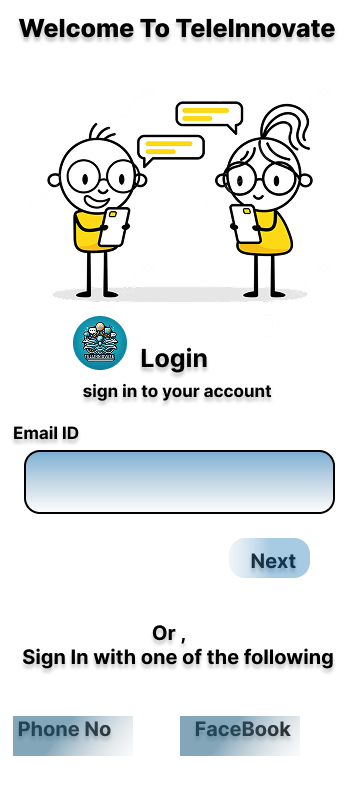 Welcome To TeleInnovate
TELEINNOVATE
Login
sign in to your account
Email ID
Next
Or ,
Sign In with one of the following
Phone No
FaceBook